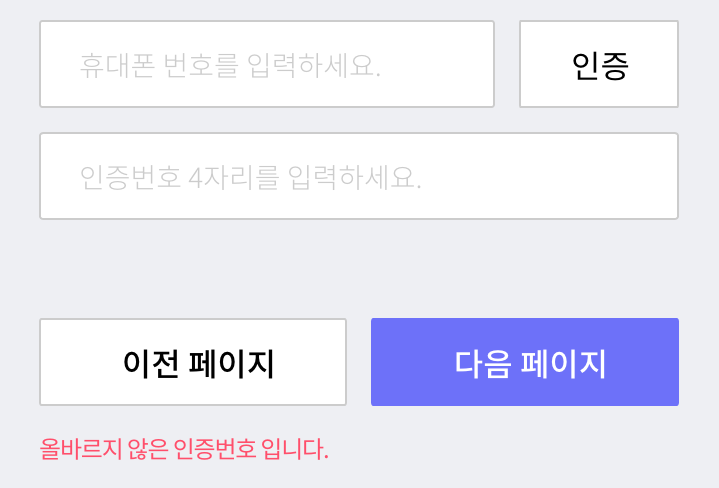 휴대폰 번호를 입력하세요.
인증
인증번호 4자리를 입력하세요.
이전 페이지
다음 페이지
올바르지 않은 인증번호 입니다.